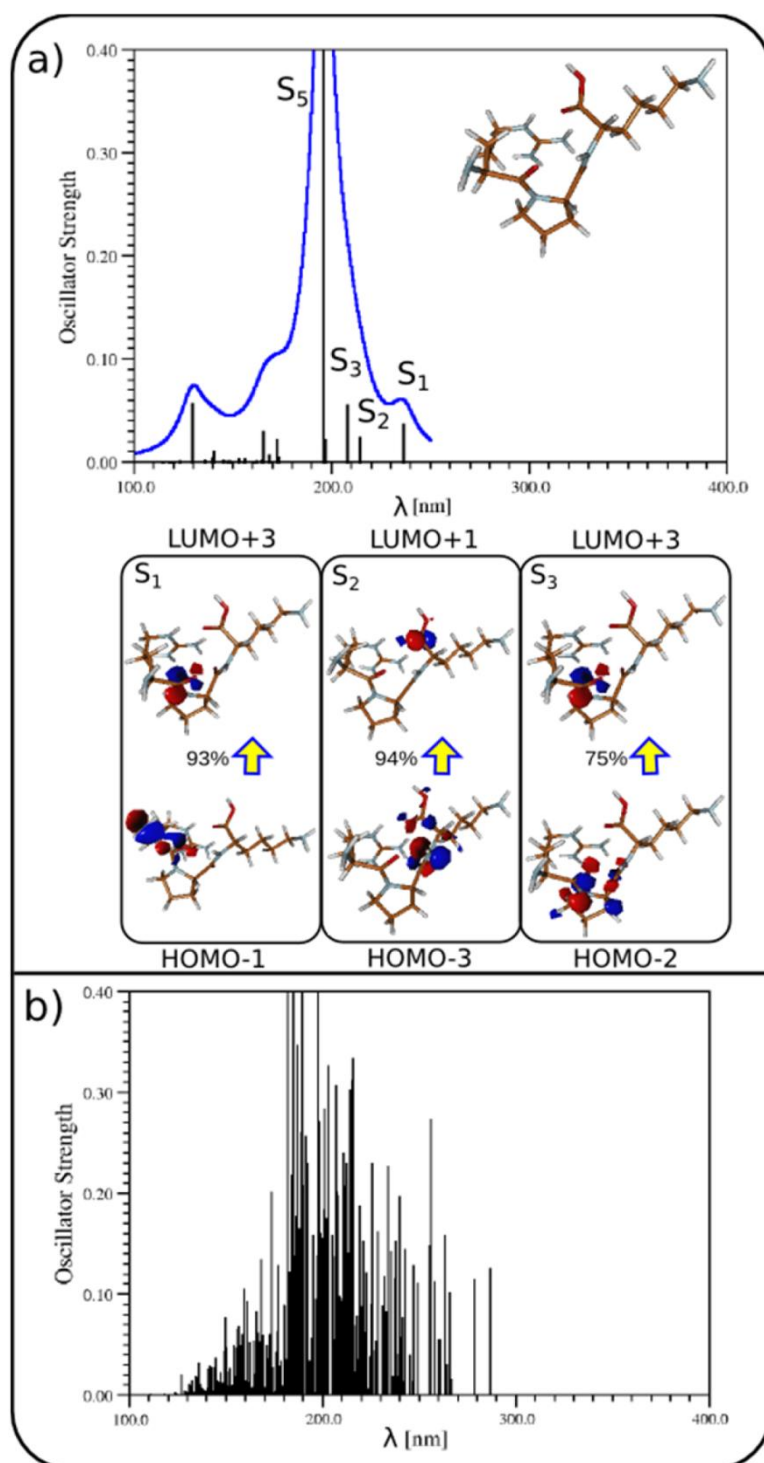 a)
0.40
0.30
0.20
0.10
0.00
Oscillator Strength
S₅
S₃
S₂
S₁
100.0 200.0 300.0 400.0
λ [nm]
LUMO+3 LUMO+1 LUMO+3
S₁ S₂ S₃
93% 94% 75%
HOMO-1 HOMO-3 HOMO-2
b)
0.40
0.30
0.20
0.10
0.00
Oscillator Strength
100.0 200.0 300.0 400.0
λ [nm]